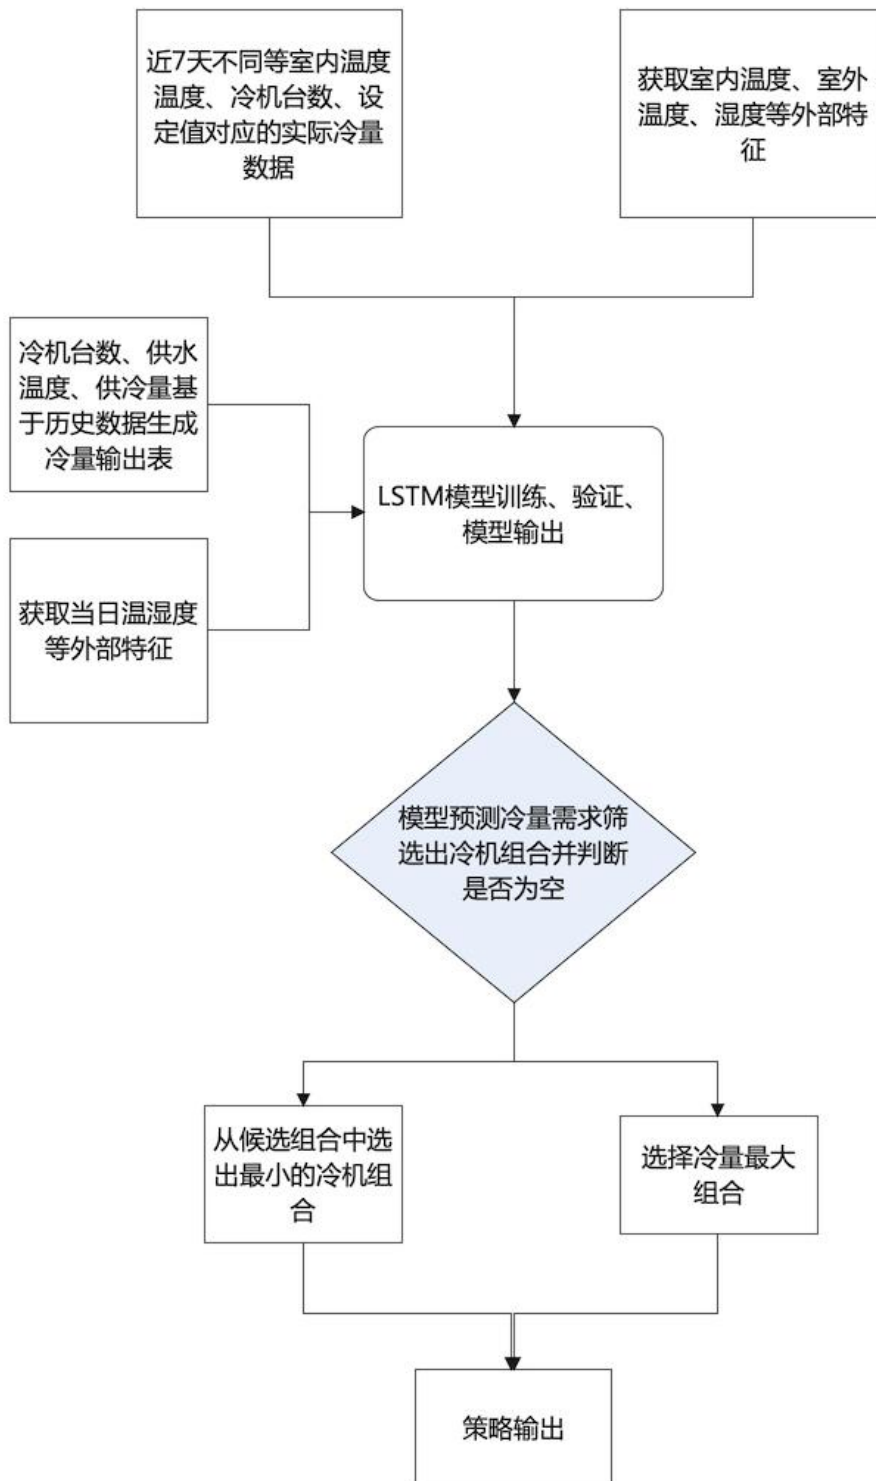 近7天不同等室内温度
温度、冷机台数、设
定值对应的实际冷量
数据
获取室内温度、室外
温度、湿度等外部特
征
冷机台数、供水
温度、供冷量基
于历史数据生成
冷量输出表
LSTM模型训练、验证、
模型输出
获取当日温湿度
等外部特征
模型预测冷量需求筛
选出冷机组合并判断
是否为空
从候选组合中选
出最小的冷机组
合
选择冷量最大
组合
策略输出